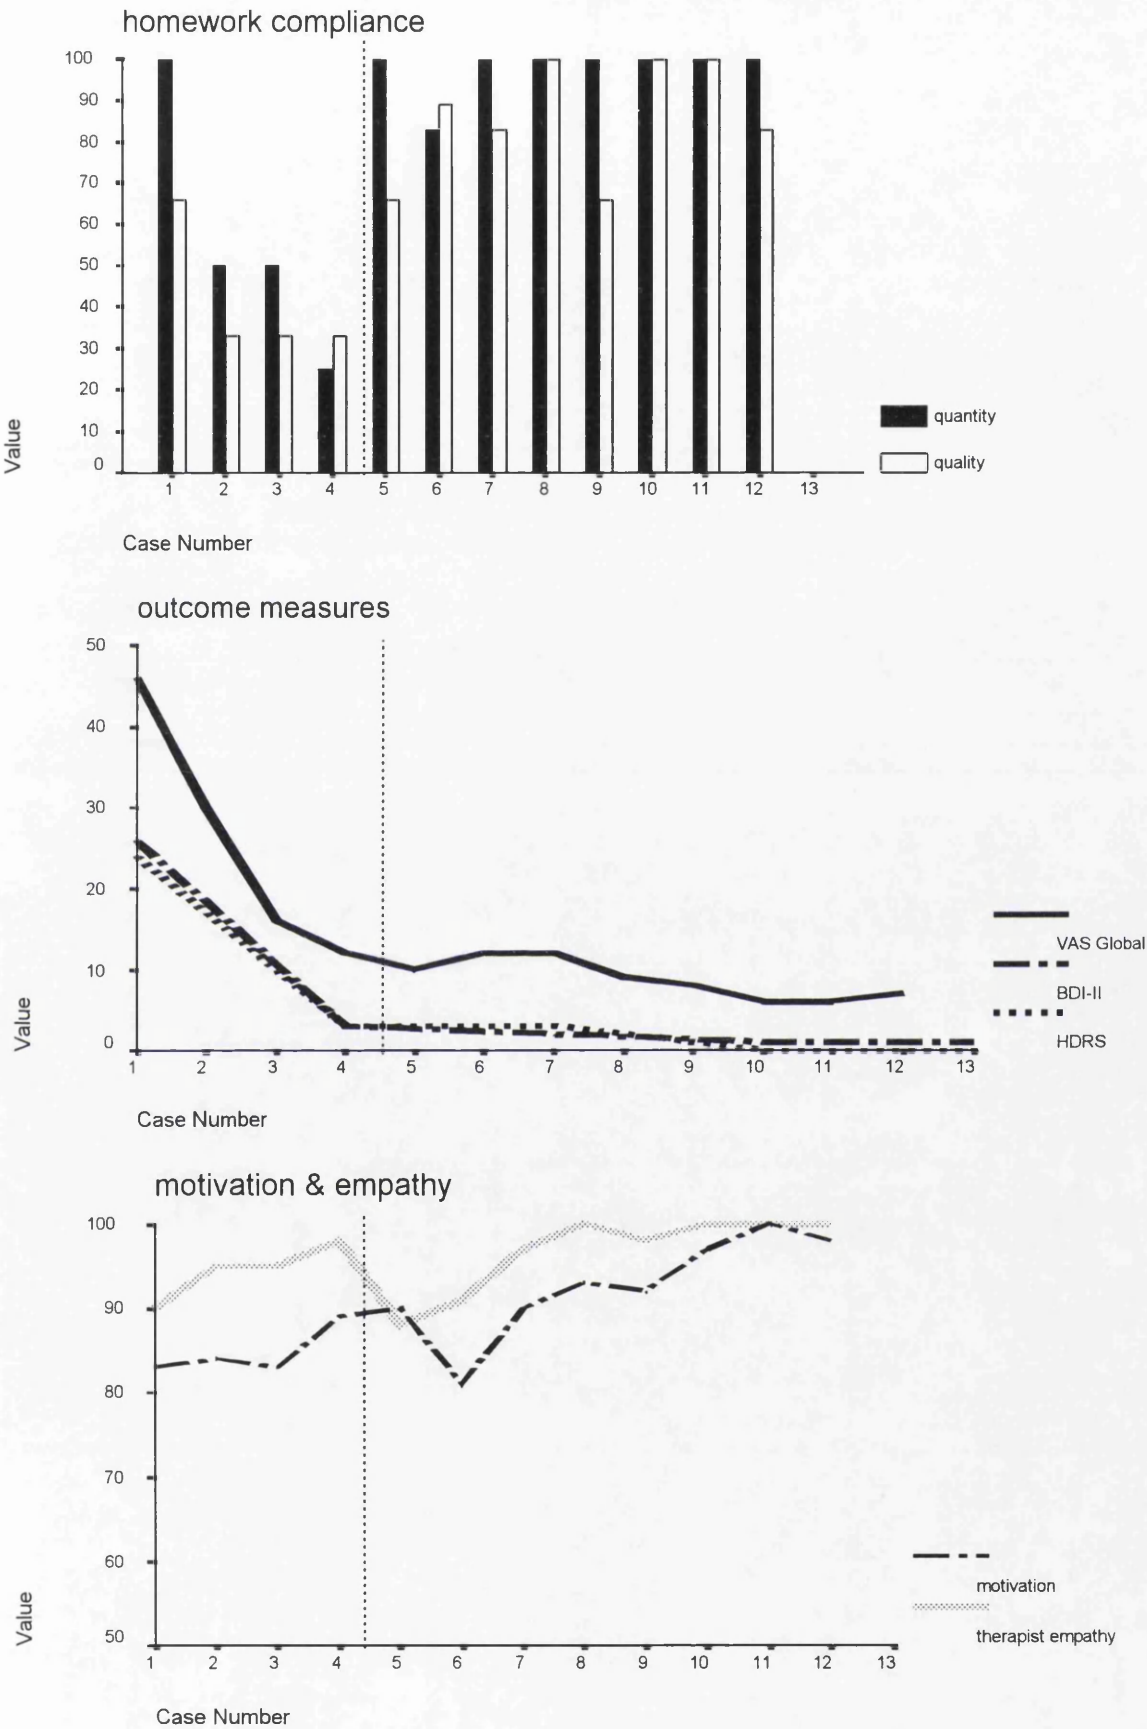 homework compliance
100
90
80
70
60
50
40
30
20
10
0
Value
1 2 3 4 5 6 7 8 9 10 11 12 13
Case Number
quantity
quality
outcome measures
50
40
30
20
10
0
Value
1 2 3 4 5 6 7 8 9 10 11 12 13
Case Number
VAS Global
BDI-II
HDRS
motivation & empathy
100
90
80
70
60
50
Value
1 2 3 4 5 6 7 8 9 10 11 12 13
Case Number
motivation
therapist empathy